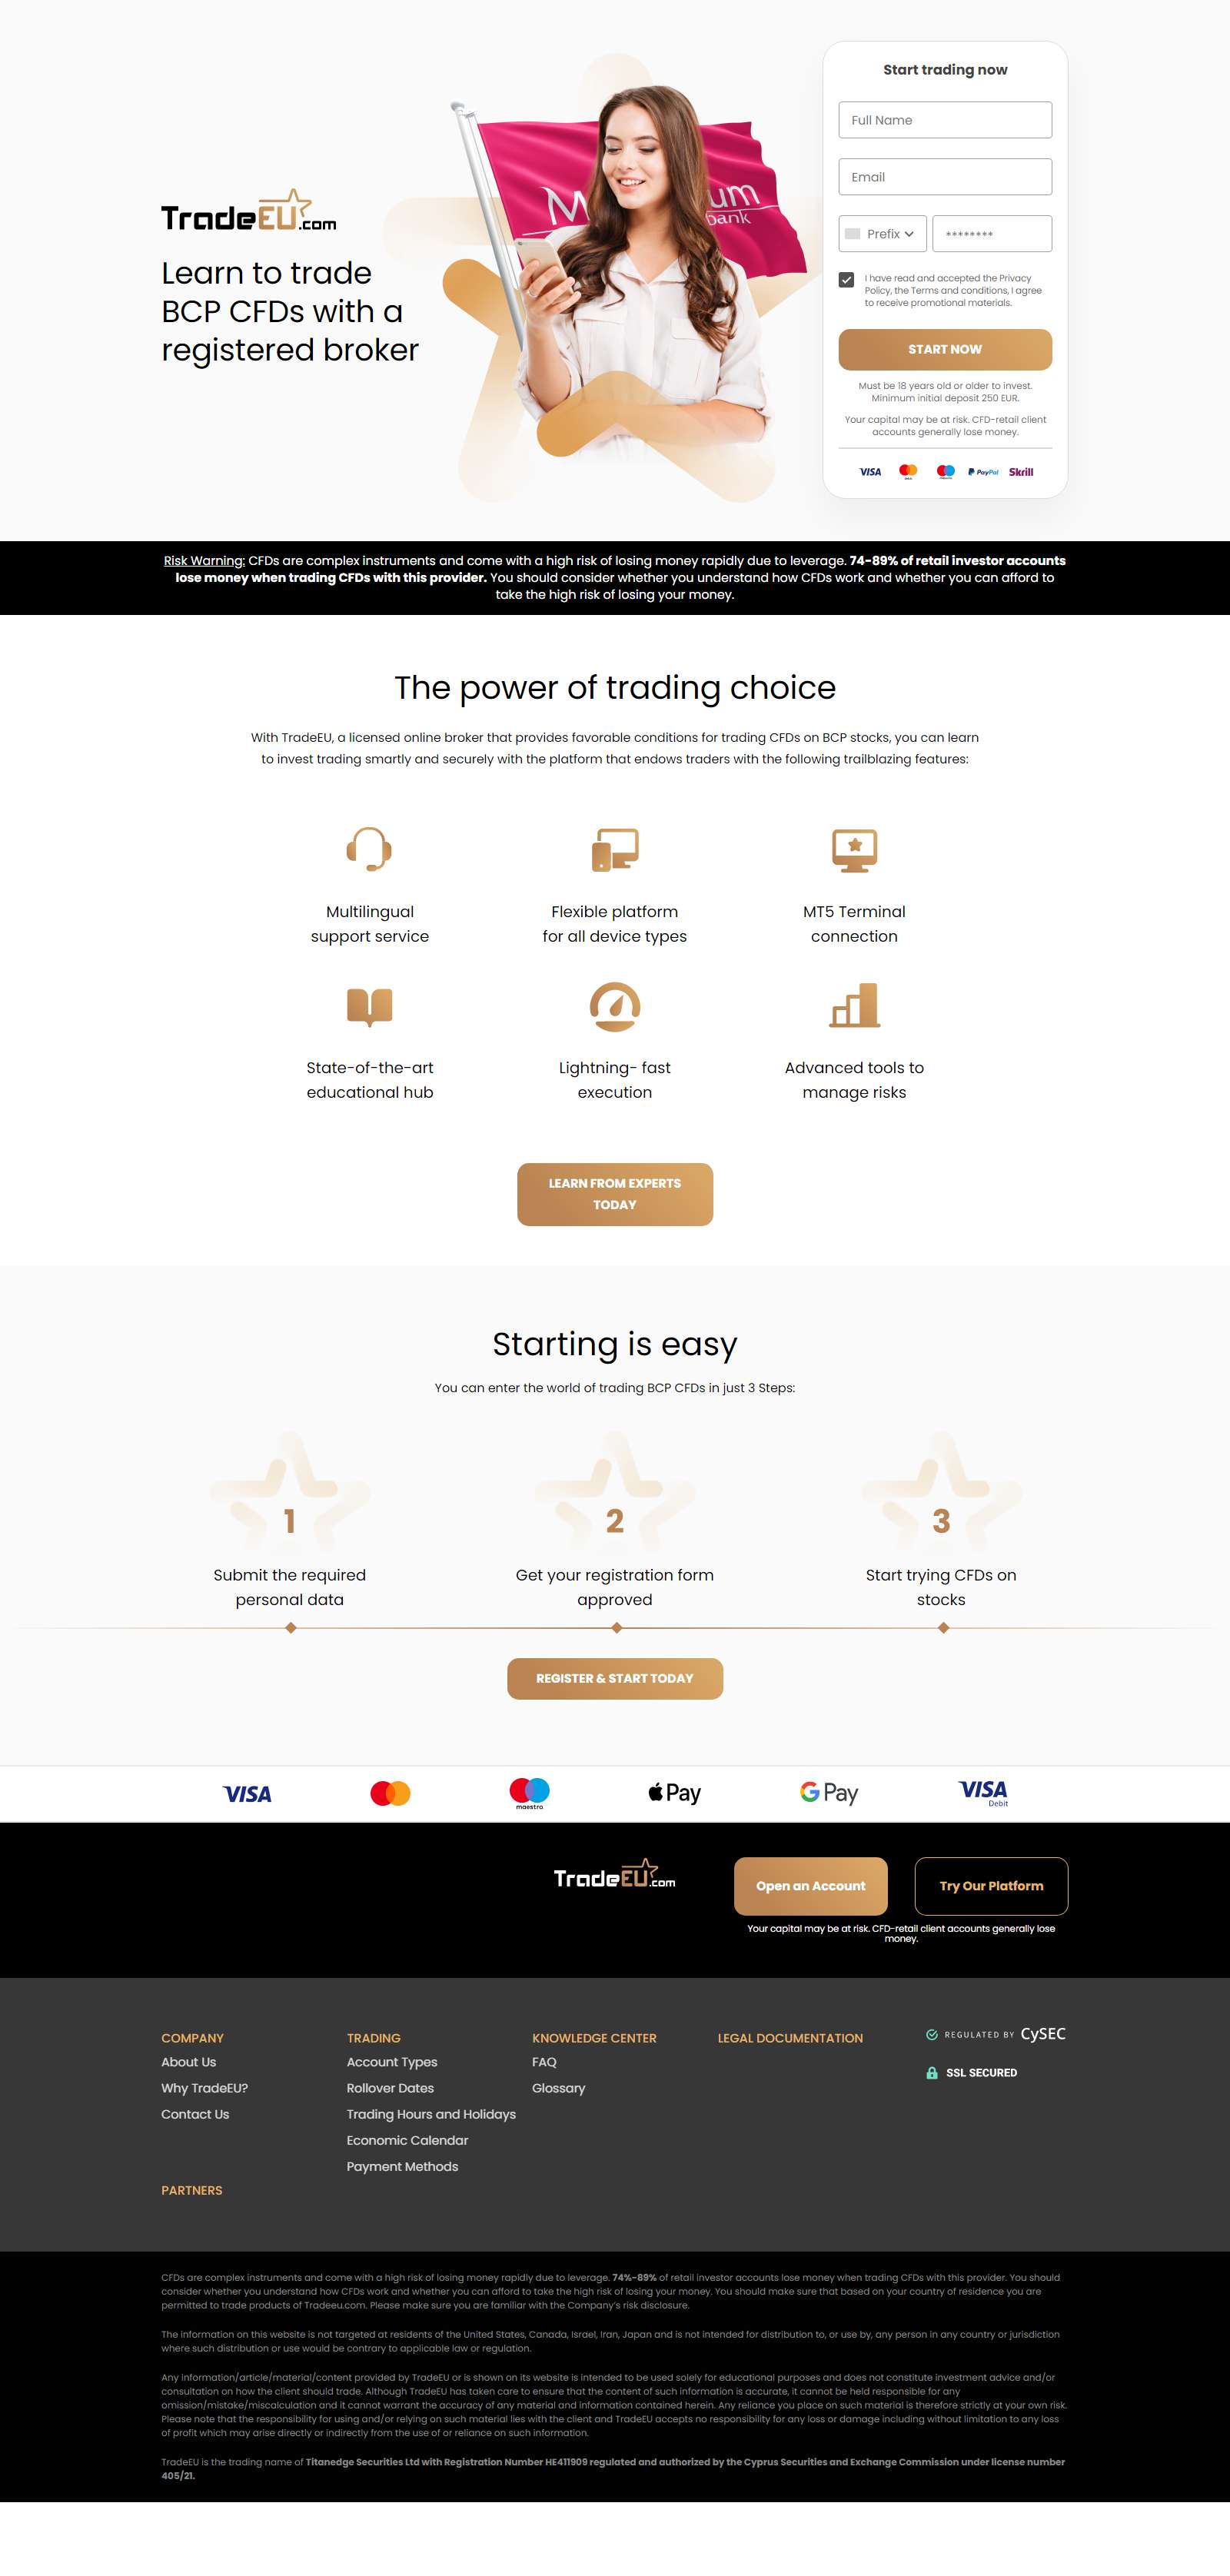 Start trading now
Full Name
Email
Prefix
********
I have read and accepted the Privacy
Policy, the Terms and conditions, I agree
to receive promotional materials.
START NOW
Must be 18 years old or older to invest.
Minimum initial deposit 250 EUR.
Your capital may be at risk. CFD-retail client
accounts generally lose money.
VISA
PayPal
Skrill
TradeEU.com
Learn to trade
BCP CFDs with a
registered broker
M
um
bank
Risk Warning: CFDs are complex instruments and come with a high risk of losing money rapidly due to leverage. 74-89% of retail investor accounts
lose money when trading CFDs with this provider. You should consider whether you understand how CFDs work and whether you can afford to
take the high risk of losing your money.
The power of trading choice
With TradeEU, a licensed online broker that provides favorable conditions for trading CFDs on BCP stocks, you can learn
to invest trading smartly and securely with the platform that endows traders with the following trailblazing features:
Multilingual
support service
Flexible platform
for all device types
MT5 Terminal
connection
State-of-the-art
educational hub
Lightning- fast
execution
Advanced tools to
manage risks
LEARN FROM EXPERTS
TODAY
Starting is easy
You can enter the world of trading BCP CFDs in just 3 Steps:
1
Submit the required
personal data
2
Get your registration form
approved
3
Start trying CFDs on
stocks
REGISTER & START TODAY
VISA
maestro
Pay
G Pay
VISA
Debit
TradeEU.com
Open an Account
Try Our Platform
Your capital may be at risk. CFD-retail client accounts generally lose
money.
COMPANY
About Us
Why TradeEU?
Contact Us
PARTNERS
TRADING
Account Types
Rollover Dates
Trading Hours and Holidays
Economic Calendar
Payment Methods
KNOWLEDGE CENTER
FAQ
Glossary
LEGAL DOCUMENTATION
REGULATED BY CySEC
SSL SECURED
CFDs are complex instruments and come with a high risk of losing money rapidly due to leverage. 74%-89% of retail investor accounts lose money when trading CFDs with this provider. You should
consider whether you understand how CFDs work and whether you can afford to take the high risk of losing your money. You should make sure that based on your country of residence you are
permitted to trade products of Tradeeu.com. Please make sure you are familiar with the Company's risk disclosure.
The information on this website is not targeted at residents of the United States, Canada, Israel, Iran, Japan and is not intended for distribution to, or use by, any person in any country or jurisdiction
where such distribution or use would be contrary to applicable law or regulation.
Any information/article/material/content provided by TradeEU or is shown on its website is intended to be used solely for educational purposes and does not constitute investment advice and/or
consultation on how the client should trade. Although TradeEU has taken care to ensure that the content of such information is accurate, it cannot be held responsible for any
omission/mistake/miscalculation and it cannot warrant the accuracy of any material and information contained herein. Any reliance you place on such material is therefore strictly at your own risk.
Please note that the responsibility for using and/or relying on such material lies with the client and TradeEU accepts no responsibility for any loss or damage including without limitation to any loss
of profit which may arise directly or indirectly from the use of or reliance on such information.
TradeEU is the trading name of Titanedge Securities Ltd with Registration Number HE411909 regulated and authorized by the Cyprus Securities and Exchange Commission under license number
405/21.